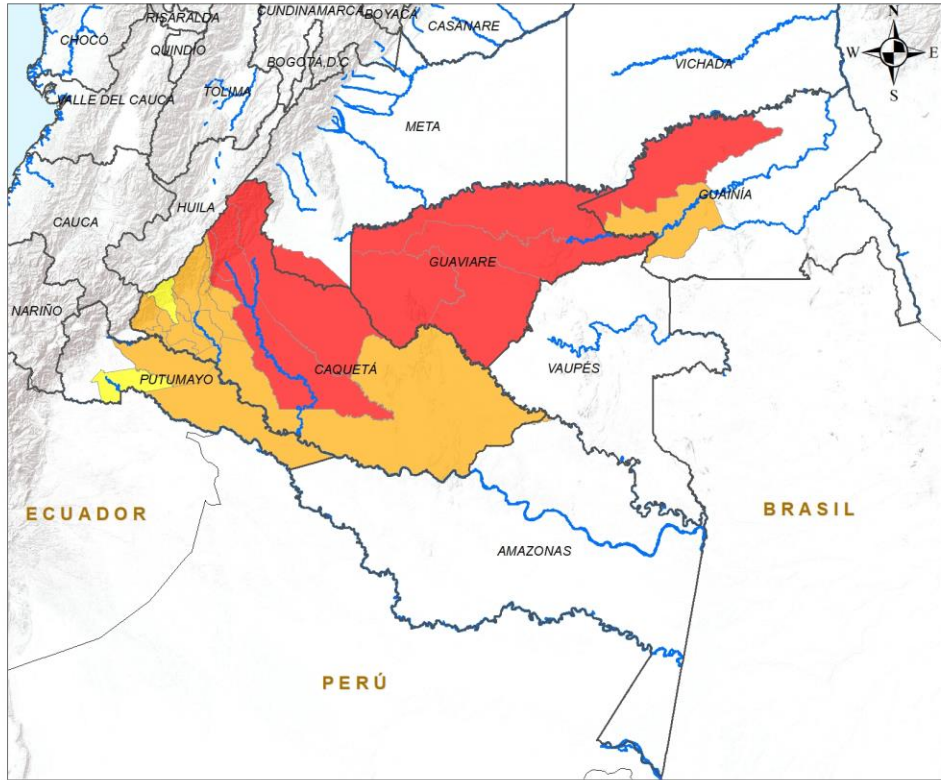 RISARALDA
CUNDINAMARCA
BOYACÁ
CASANARE
N
CHOCÓ
QUINDIO
BOGOTÁ,D.C
W
E
VICHADA
S
VALLE DEL CAUCA
TOLIMA
META
GUAINÍA
HUILA
CAUCA
GUAVIARE
NARIÑO
CAQUETÁ
VAUPÉS
PUTUMAYO
ECUADOR
BRASIL
AMAZONAS
PERÚ